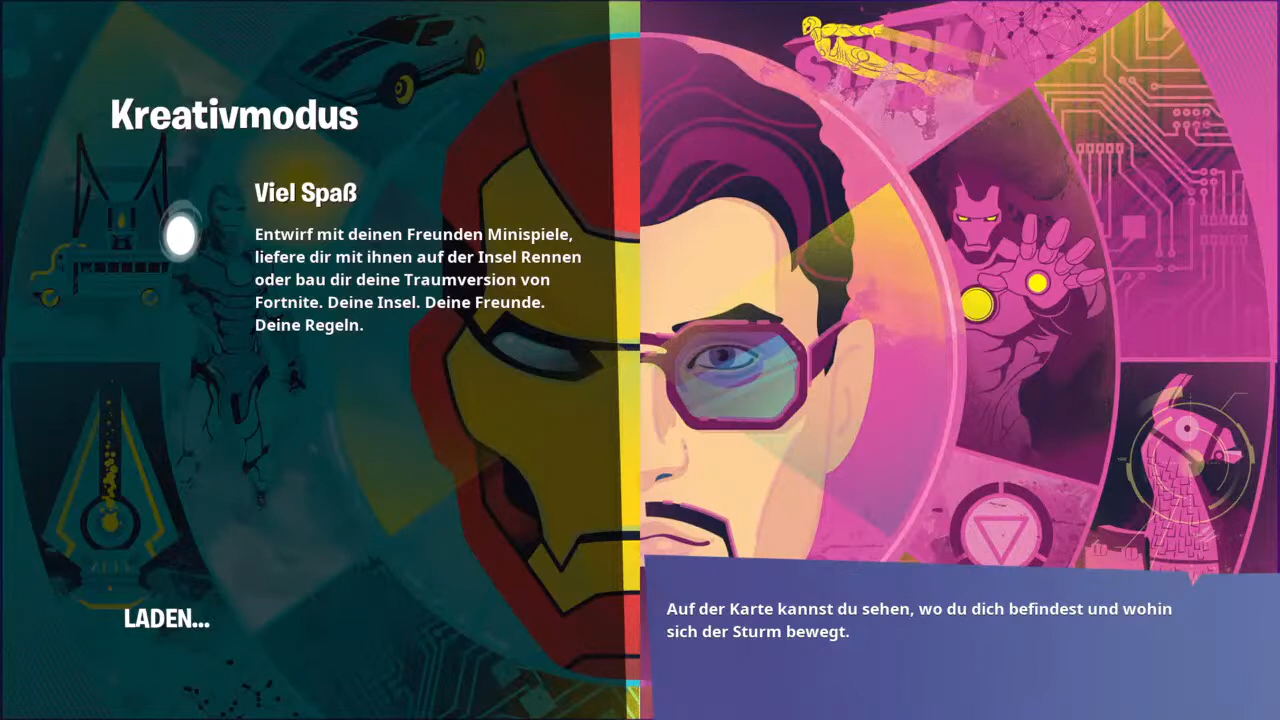 STARK
Kreativmodus
Viel Spaß
Entwirf mit deinen Freunden Minispiele,
liefere dir mit ihnen auf der Insel Rennen
oder bau dir deine Traumversion von
Fortnite. Deine Insel. Deine Freunde.
Deine Regeln.
LADEN...
Auf der Karte kannst du sehen, wo du dich befindest und wohin
sich der Sturm bewegt.